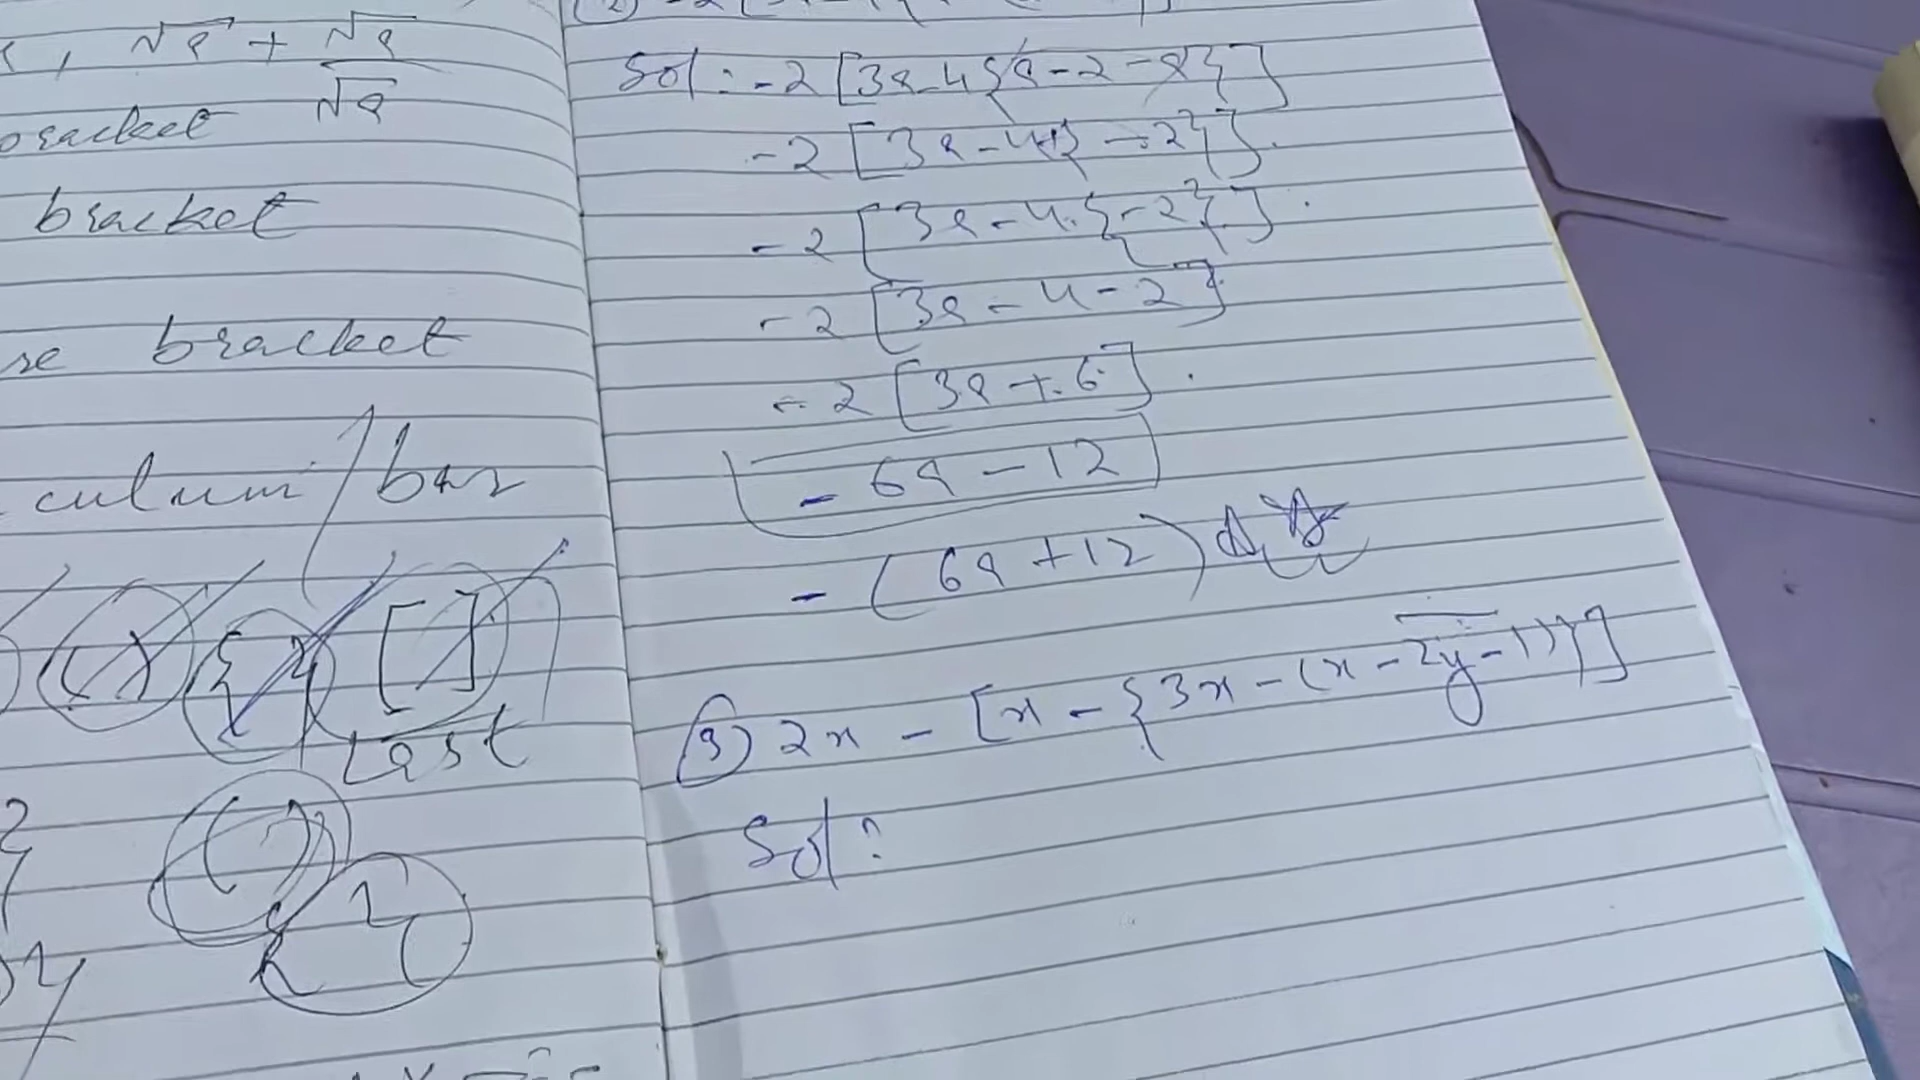 , √a + √a
√a
bracket
bracket
bracket
culum / bar
( ) { } [ ]
Last
Sol: -2 [3a-4{a-2-a}]
-2 [3a-4{-2}].
-2 [3a-4.{-2}].
-2 [3a-4-2]
-2 [3a+6].
-6a-12
-(6a+12)
(3) 2x - [x - {3x - (x - 2y-1)}]
Sol: